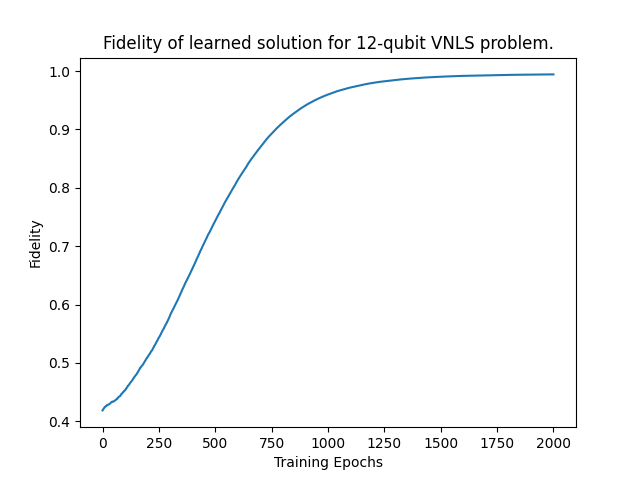 Fidelity of learned solution for 12-qubit VNLS problem.
1.0
0.9
0.8
0.7
0.6
0.5
0.4
Fidelity
0 250 500 750 1000 1250 1500 1750 2000
Training Epochs